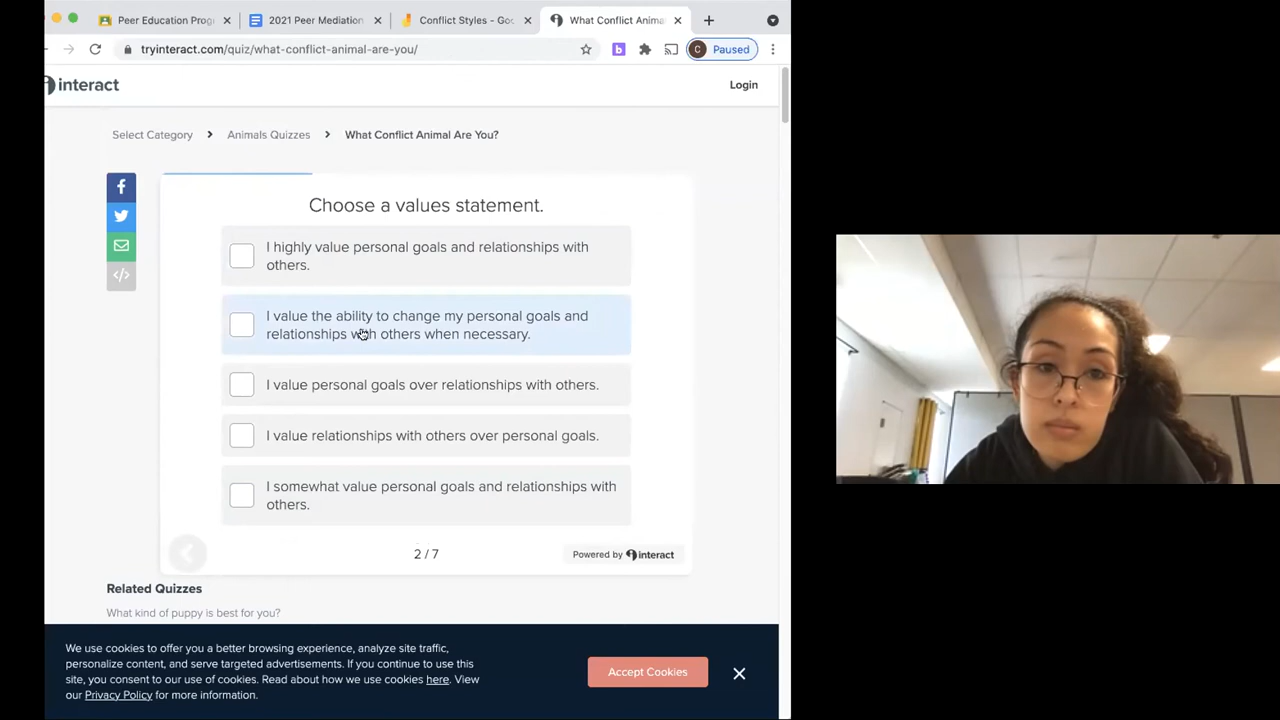 Peer Education Prog
2021 Peer Mediation
Conflict Styles - Goo
What Conflict Anima
tryinteract.com/quiz/what-conflict-animal-are-you/
b
C Paused
interact
Login
Select Category
Animals Quizzes
What Conflict Animal Are You?
Choose a values statement.
I highly value personal goals and relationships with
others.
I value the ability to change my personal goals and
relationships with others when necessary.
I value personal goals over relationships with others.
I value relationships with others over personal goals.
I somewhat value personal goals and relationships with
others.
2 / 7
Powered by interact
Related Quizzes
What kind of puppy is best for you?
We use cookies to offer you a better browsing experience, analyze site traffic,
personalize content, and serve targeted advertisements. If you continue to use this
site, you consent to our use of cookies. Read about how we use cookies here. View
our Privacy Policy for more information.
Accept Cookies